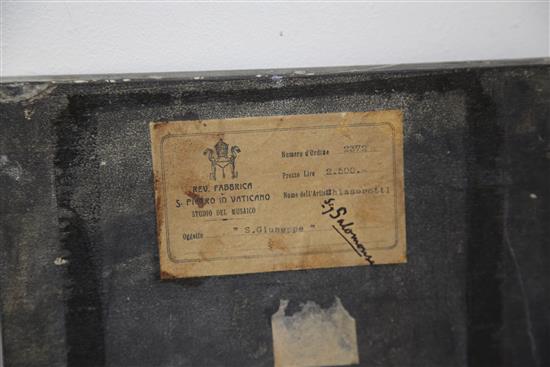 Numero d'Ordine 2372
REV. FABBRICA
Prezzo Lire 2.500.-
S. PIETRO IN VATICANO
Nome dell'Artista Chiaserotti
STUDIO DEL MUSAICO
Oggetto " S.Giuseppe "